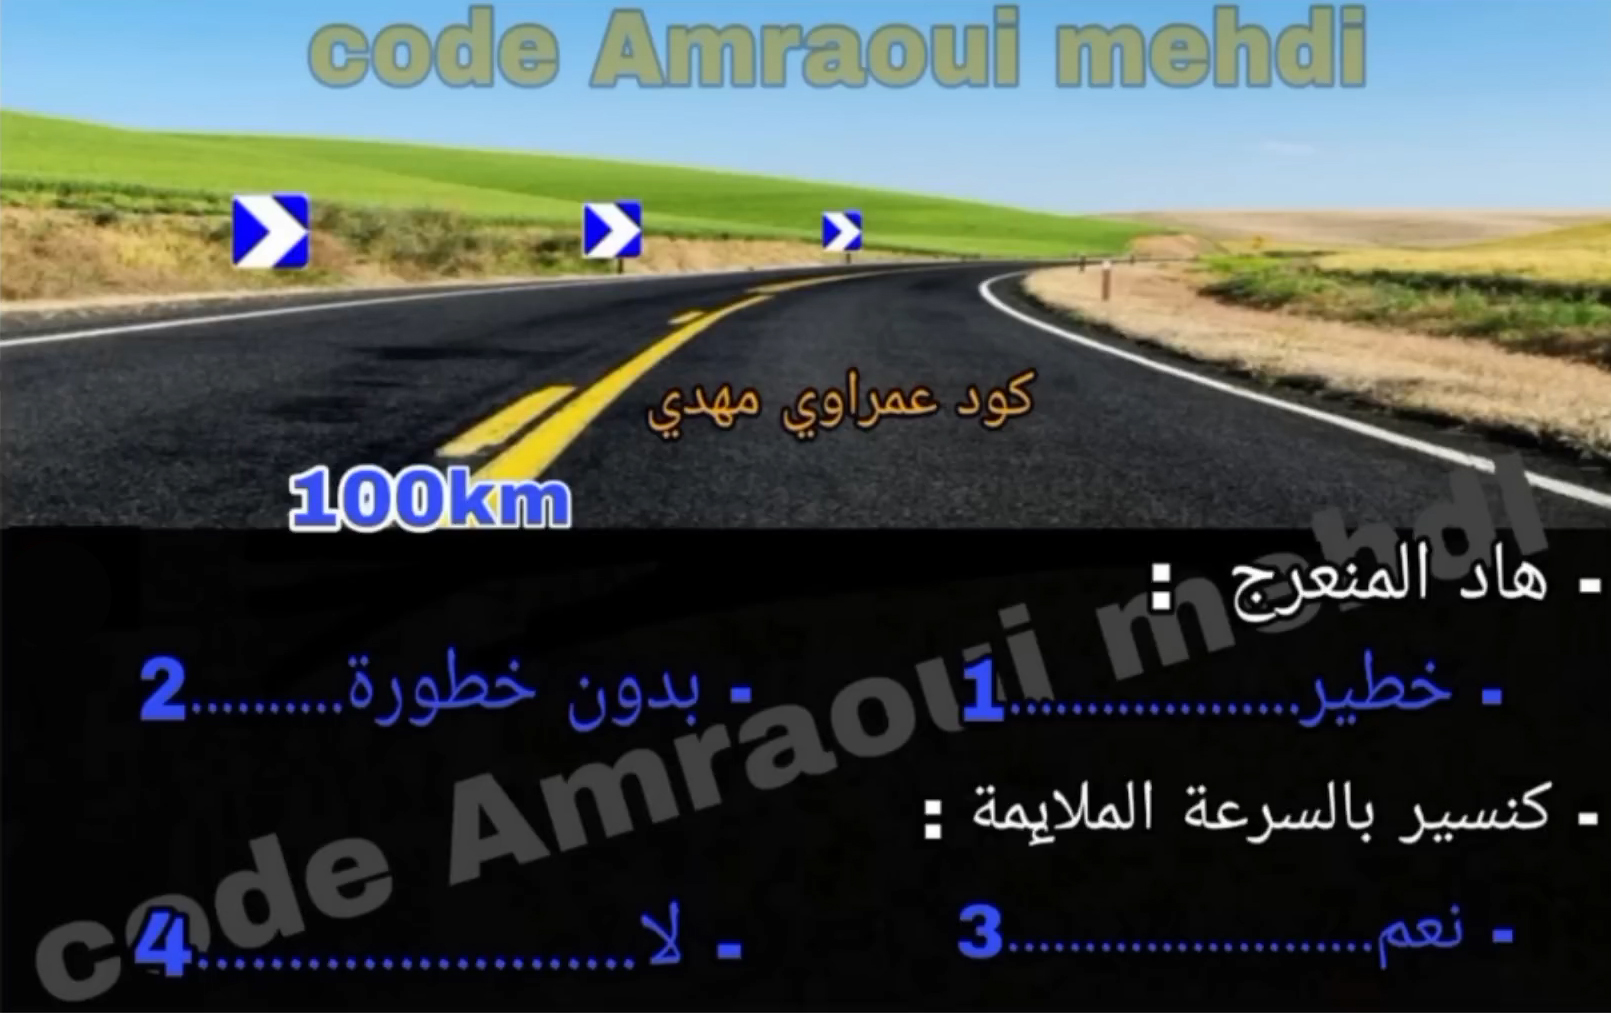 code Amraoui mehdi
كود عمراوي مهدي
100km
- هاد المنعرج :
- خطير...................1 - بدون خطورة..........2
- كنسير بالسرعة الملايمة :
- نعم........................3 - لا.............................4
code Amraoui mehdi